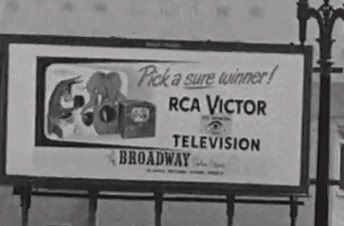 Pick a sure winner!
RCA VICTOR
TELEVISION
BROADWAY